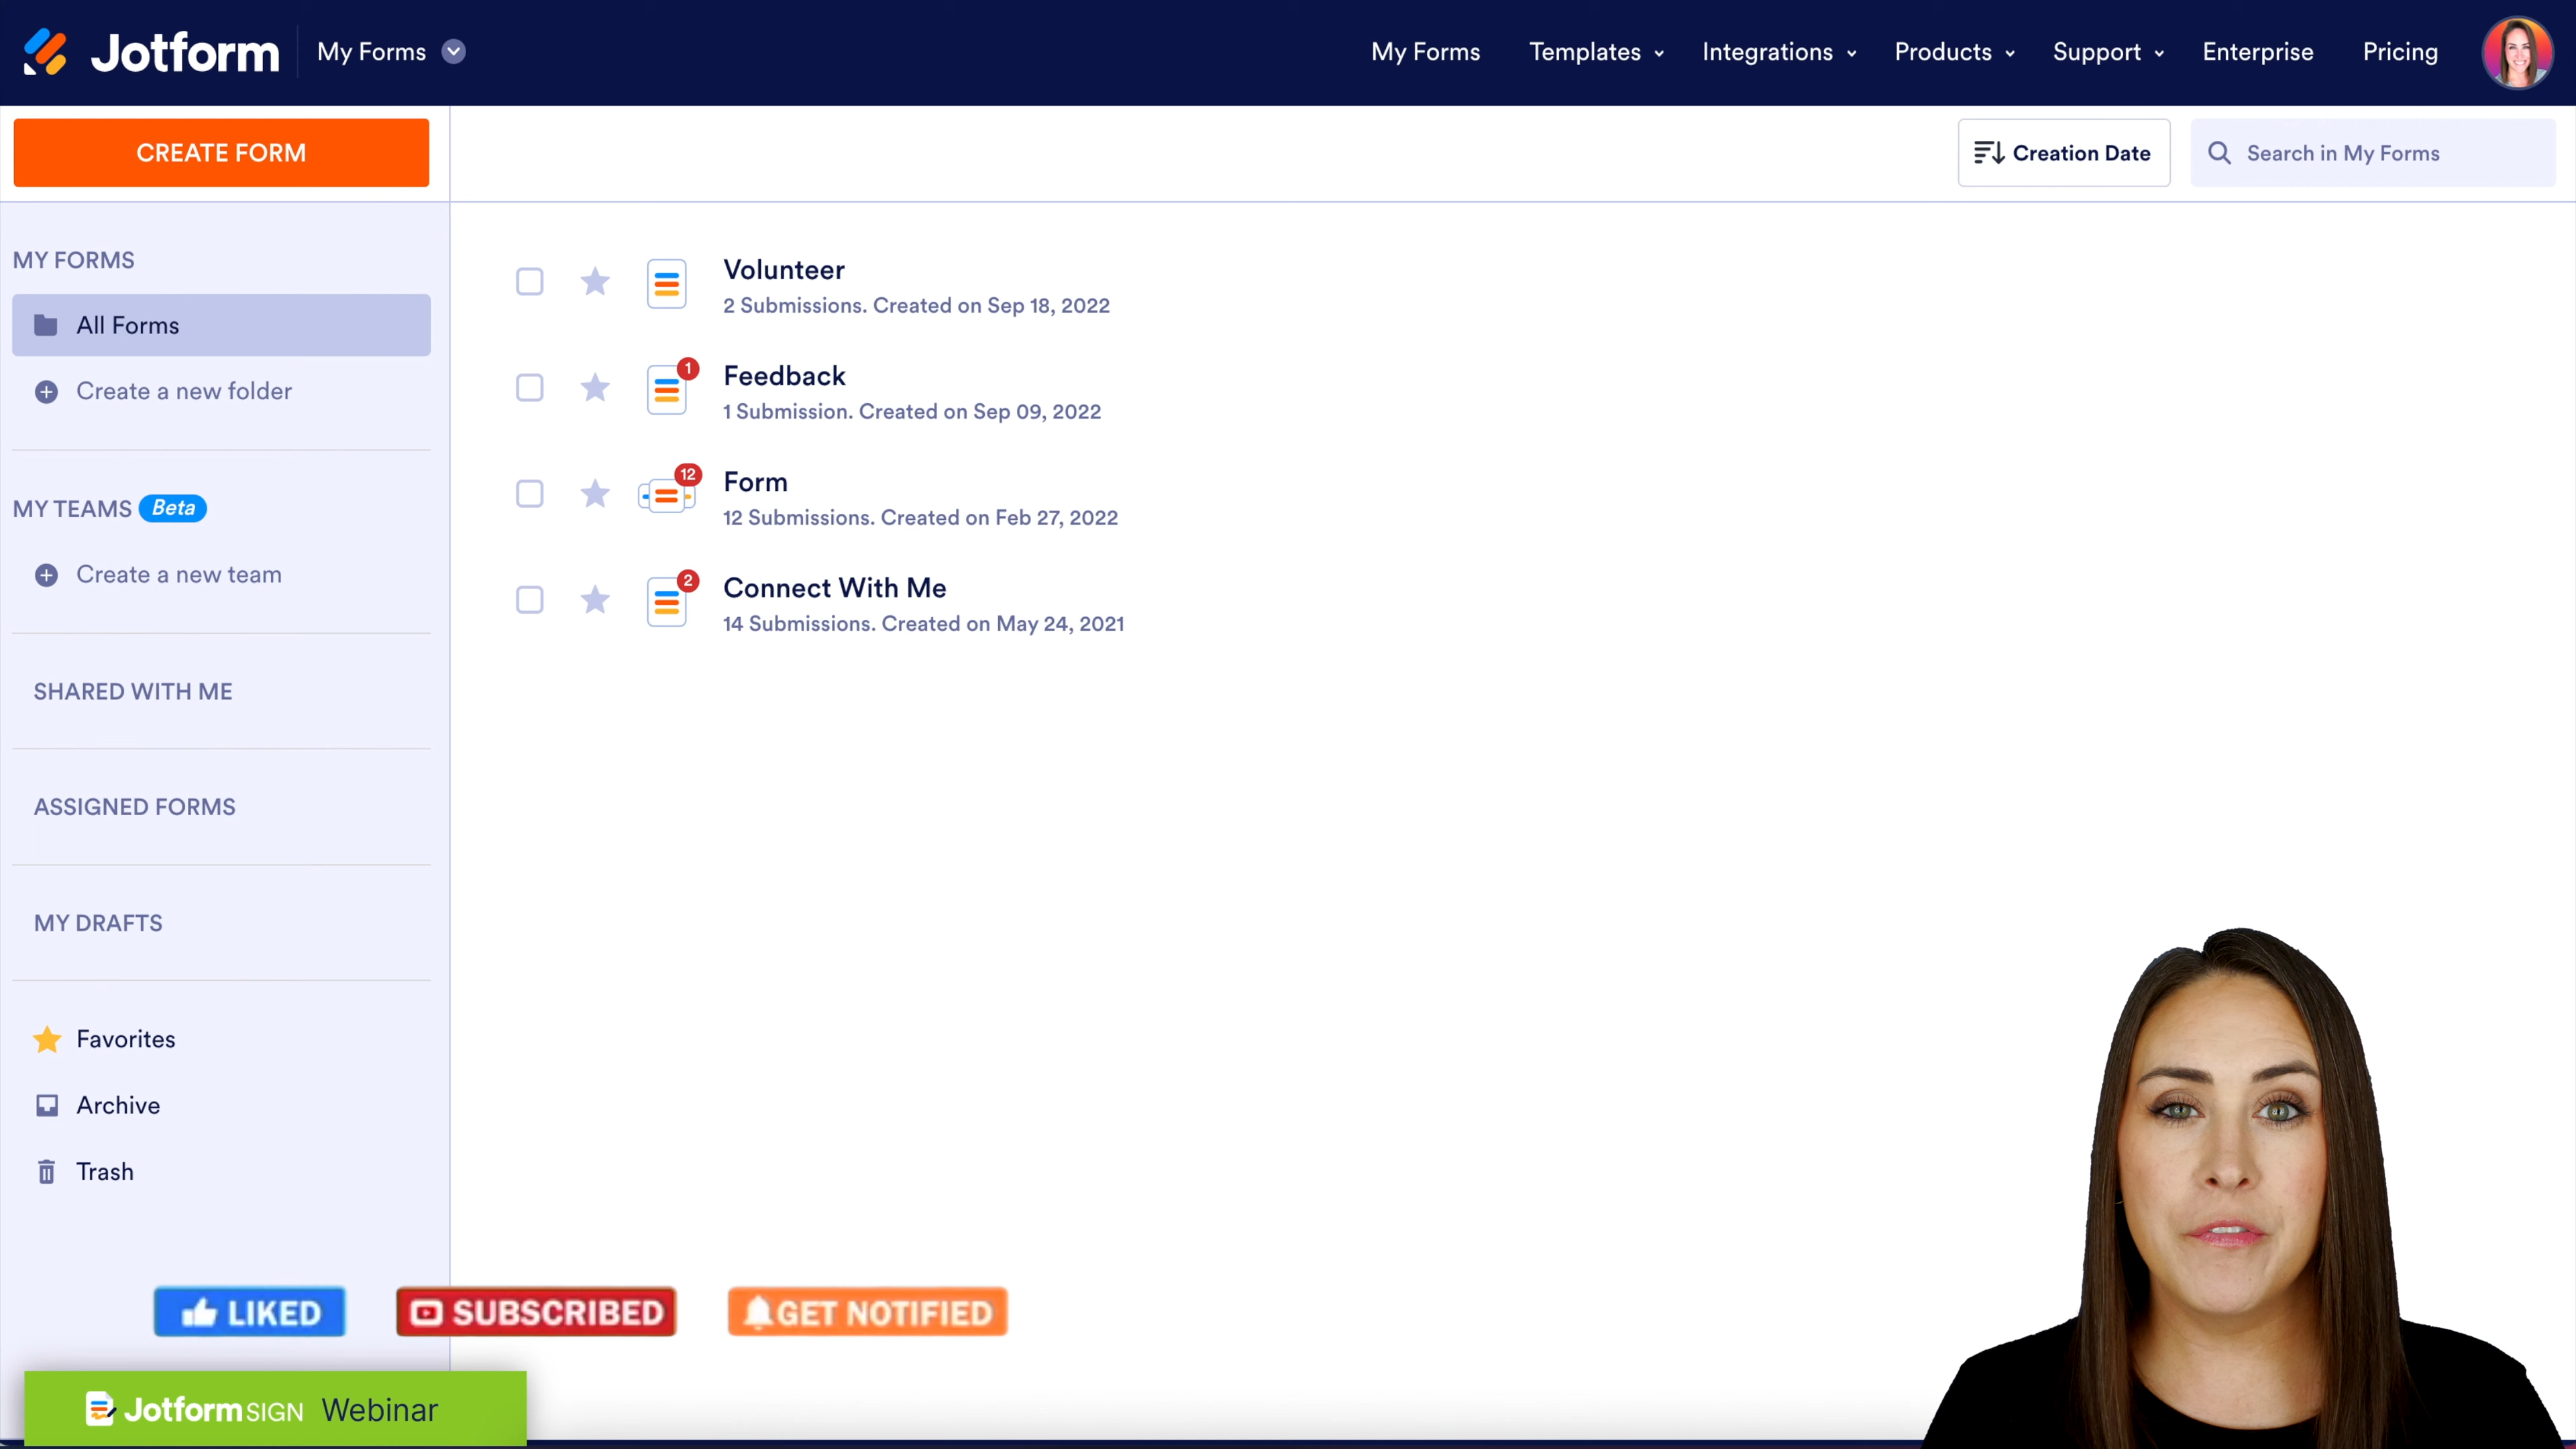 Jotform
My Forms
My Forms
Templates
Integrations
Products
Support
Enterprise
Pricing
CREATE FORM
Creation Date
Search in My Forms
MY FORMS
All Forms
Create a new folder
MY TEAMS Beta
Create a new team
SHARED WITH ME
ASSIGNED FORMS
MY DRAFTS
Favorites
Archive
Trash
Volunteer
2 Submissions. Created on Sep 18, 2022
1
Feedback
1 Submission. Created on Sep 09, 2022
12
Form
12 Submissions. Created on Feb 27, 2022
2
Connect With Me
14 Submissions. Created on May 24, 2021
LIKED
SUBSCRIBED
GET NOTIFIED
Jotform SIGN Webinar